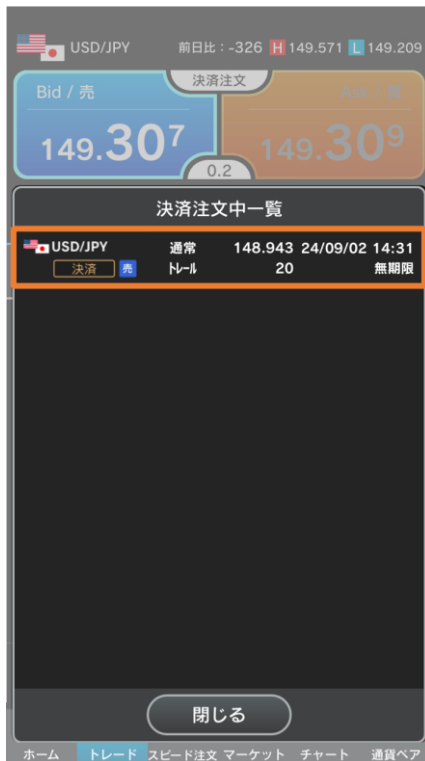 USD/JPY 前日比：-326 H 149.571 L 149.209
決済注文
Bid / 売 Ask / 買
149.307 149.309
0.2
決済注文中一覧
USD/JPY 通常 148.943 24/09/02 14:31
決済 売 トレール 20 無期限
閉じる
ホーム トレード スピード注文 マーケット チャート 通貨ペア